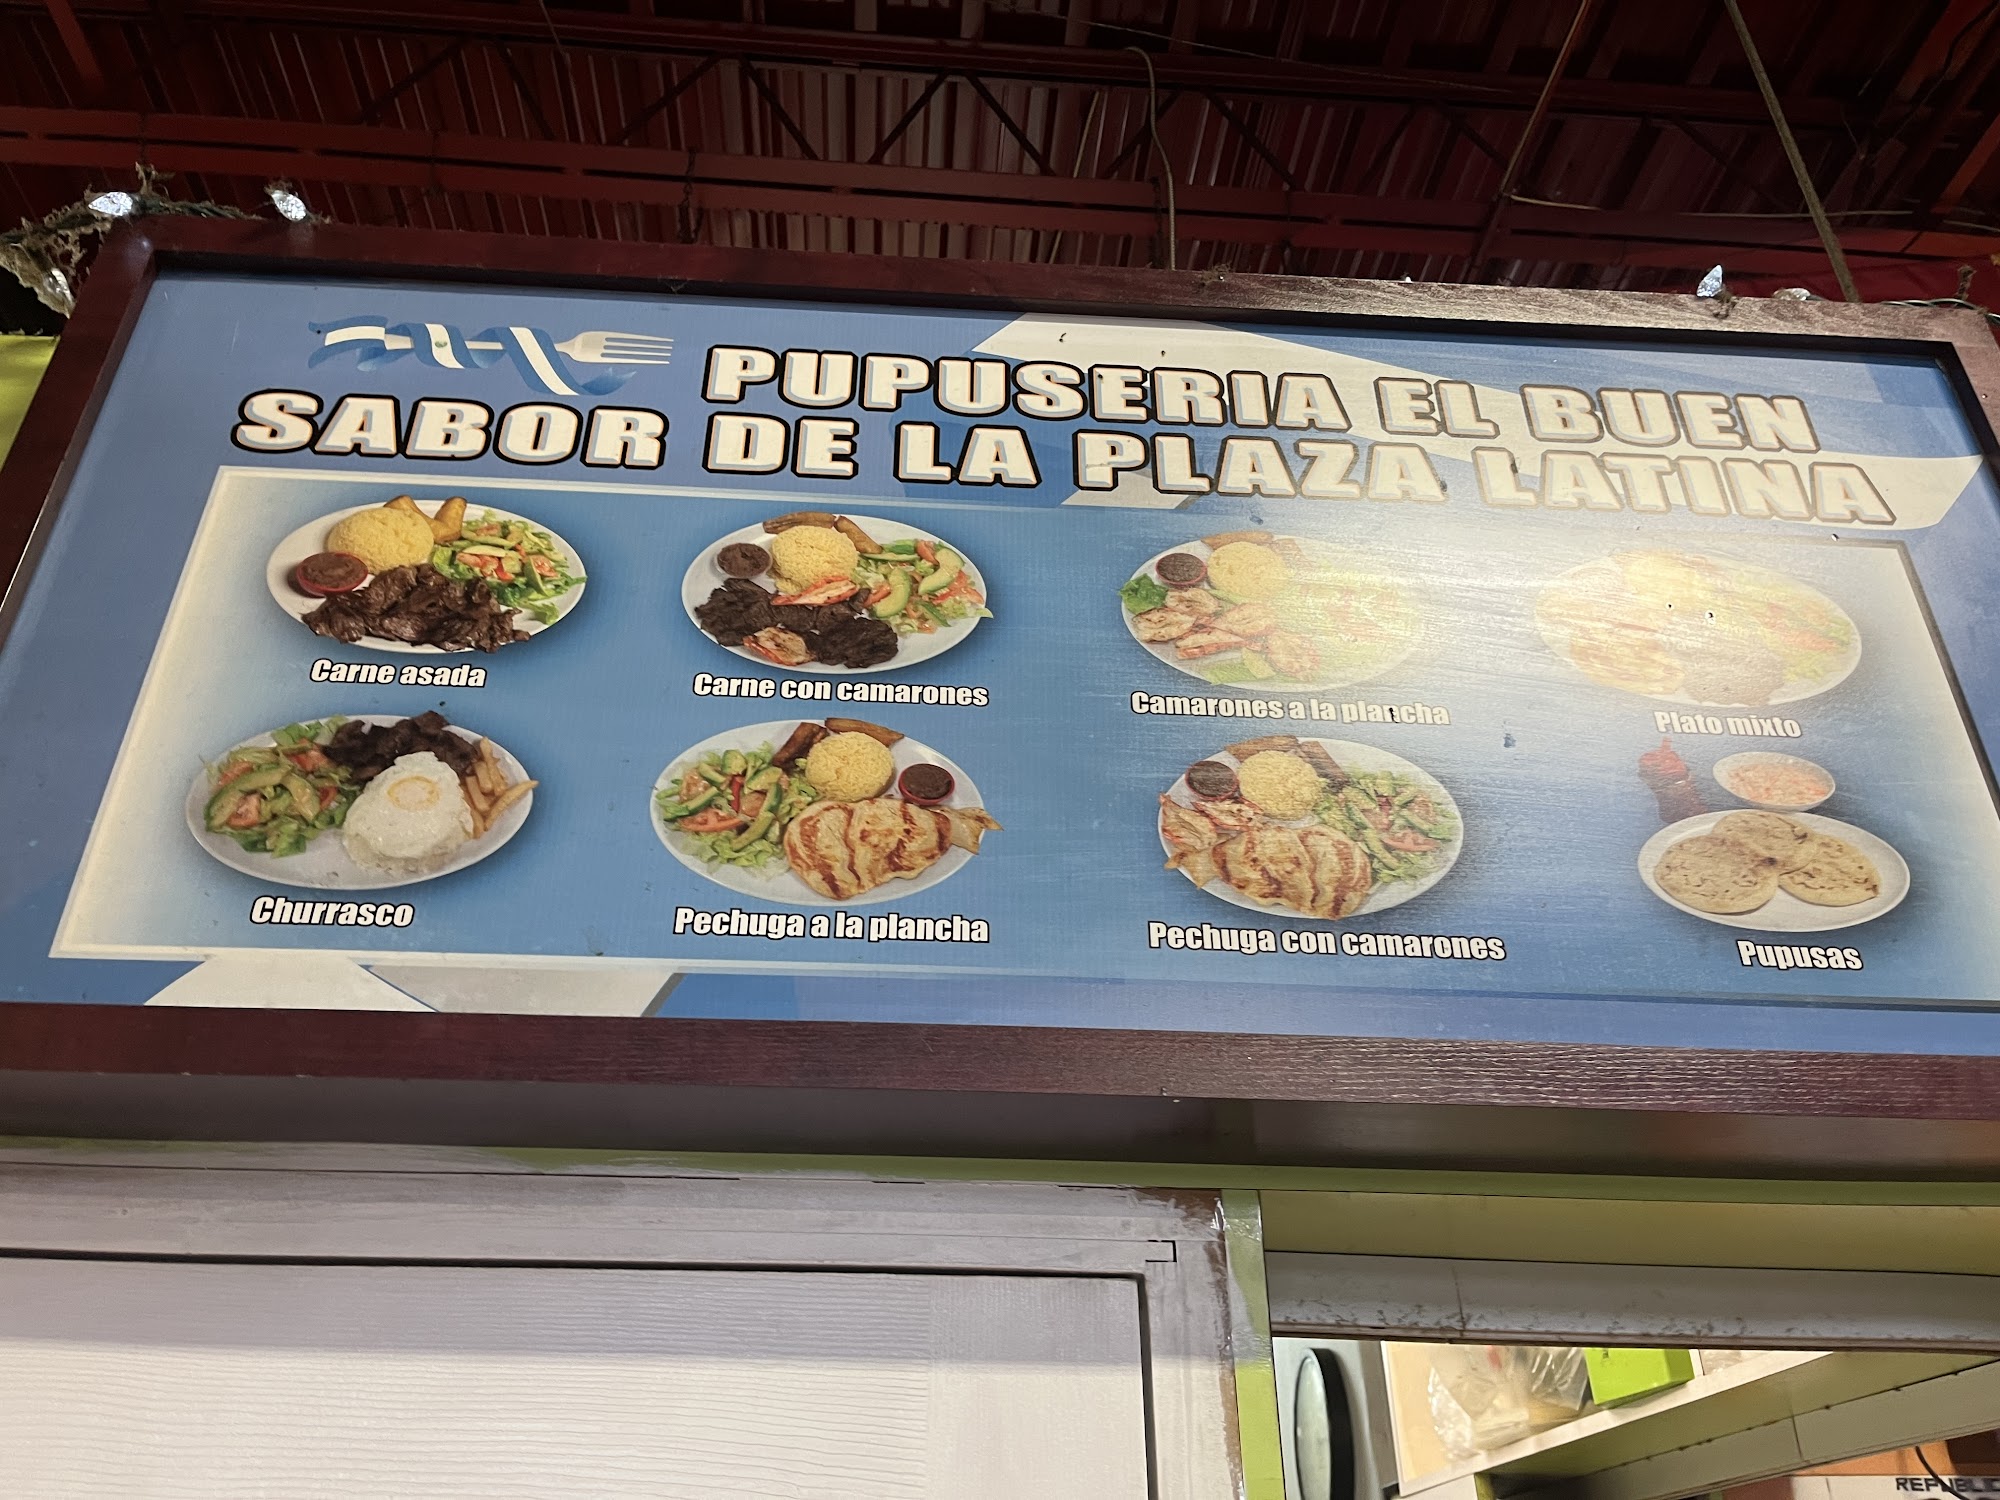 PUPUSERIA EL BUEN
SABOR DE LA PLAZA LATINA
Carne asada
Carne con camarones
Camarones a la plancha
Plato mixto
Churrasco
Pechuga a la plancha
Pechuga con camarones
Pupusas